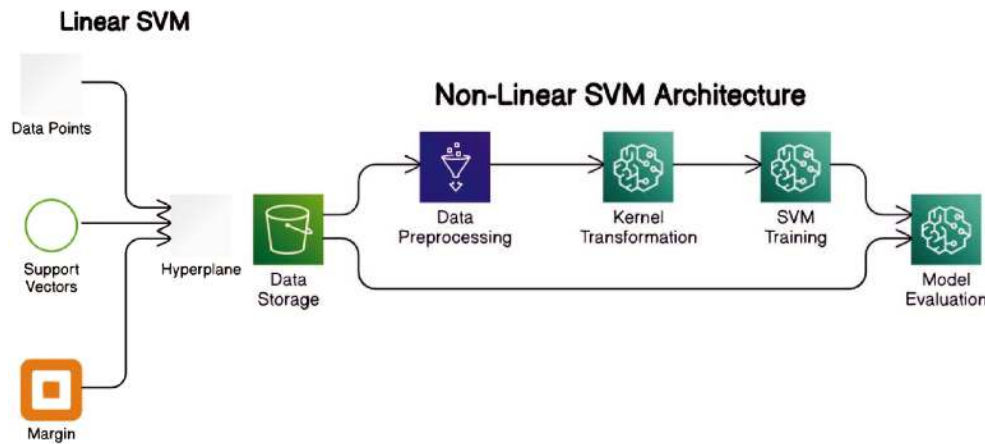 Linear SVM
Data Points
Support
Vectors
Margin
Hyperplane
Non-Linear SVM Architecture
Data
Storage
Data
Preprocessing
Kernel
Transformation
SVM
Training
Model
Evaluation